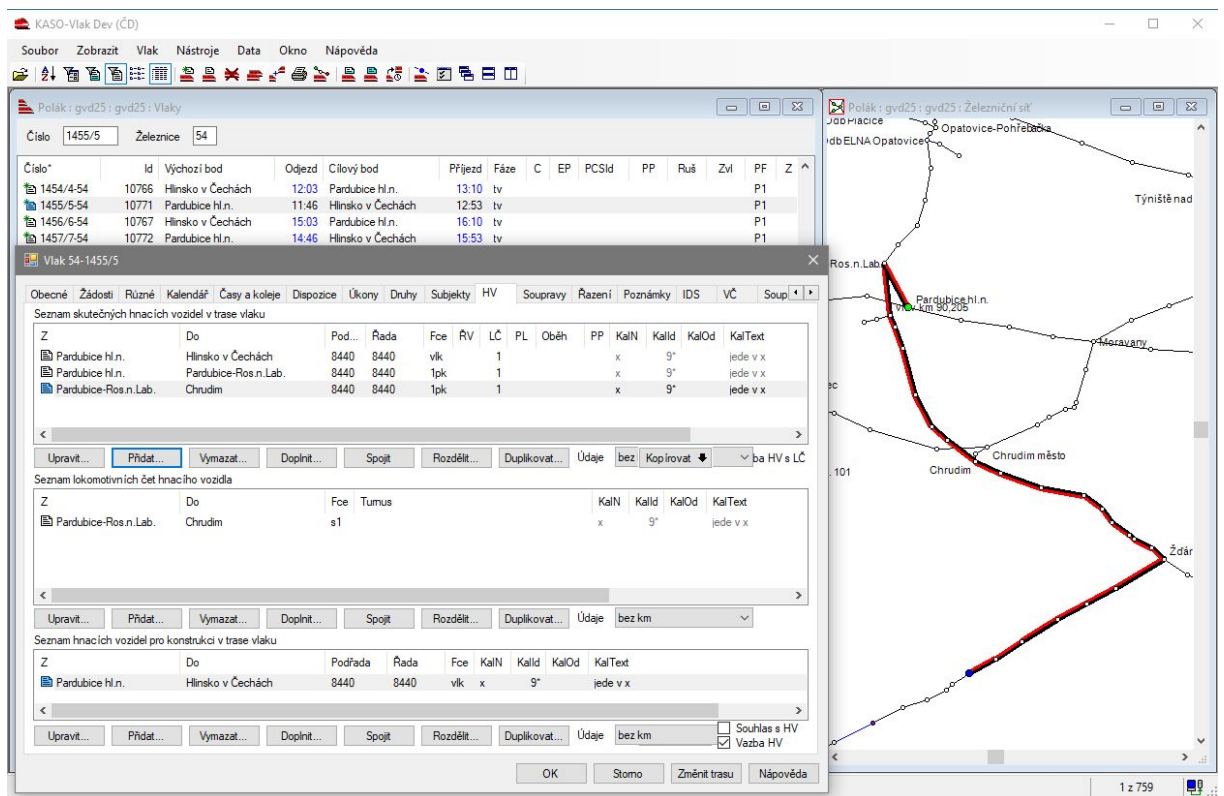 KASO-Vlak Dev (ČD)
Soubor Zobrazit Vlak Nástroje Data Okno Nápověda
Polák : gvd25 : gvd25 : Vlaky
Číslo 1455/5 Železnice 54
Číslo* Id Výchozí bod Odjezd Cílový bod Příjezd Fáze C EP PCSId PP Ruš Zvl PF Z
1454/4-54 10766 Hlinsko v Čechách 12:03 Pardubice hl.n. 13:10 tv P1
1455/5-54 10771 Pardubice hl.n. 11:46 Hlinsko v Čechách 12:53 tv P1
1456/6-54 10767 Hlinsko v Čechách 15:03 Pardubice hl.n. 16:10 tv P1
1457/7-54 10772 Pardubice hl.n. 14:46 Hlinsko v Čechách 15:53 tv P1
Vlak 54-1455/5
Obecné Žádosti Různé Kalendář Časy a koleje Dispozice Úkony Druhy Subjekty HV Soupravy Řazení Poznámky IDS VČ Soup
Seznam skutečných hnacích vozidel v trase vlaku
Z Do Pod... Řada Fce ŘV LČ PL Oběh PP KalN KalId KalOd KalText
Pardubice hl.n. Hlinsko v Čechách 8440 8440 vlk 1 x 9* jede v x
Pardubice hl.n. Pardubice-Ros.n.Lab. 8440 8440 1pk 1 x 9* jede v x
Pardubice-Ros.n.Lab. Chrudim 8440 8440 1pk 1 x 9* jede v x
Upravit... Přidat... Vymazat... Doplnit... Spojit Rozdělit... Duplikovat... Údaje bez Kopírovat ba HV s LČ
Seznam lokomotivních čet hnacího vozidla
Z Do Fce Turnus KalN KalId KalOd KalText
Pardubice-Ros.n.Lab. Chrudim s1 x 9* jede v x
Upravit... Přidat... Vymazat... Doplnit... Spojit Rozdělit... Duplikovat... Údaje bez km
Seznam hnacích vozidel pro konstrukci v trase vlaku
Z Do Podřada Řada Fce KalN KalId KalOd KalText
Pardubice hl.n. Hlinsko v Čechách 8440 8440 vlk x 9* jede v x
Upravit... Přidat... Vymazat... Doplnit... Spojit Rozdělit... Duplikovat... Údaje bez km
Souhlas s HV
Vazba HV
OK Storno Změnit trasu Nápověda
Polák : gvd25 : gvd25 : Železniční síť
Odb Plačice
Opatovice-Pohřebačka
db ELNA Opatovice
Týniště nad
Ros.n.Lab.
Pardubice hl.n.
km 90,205
Moravany
ec
Chrudim město
101
Chrudim
Žďár
1 z 759